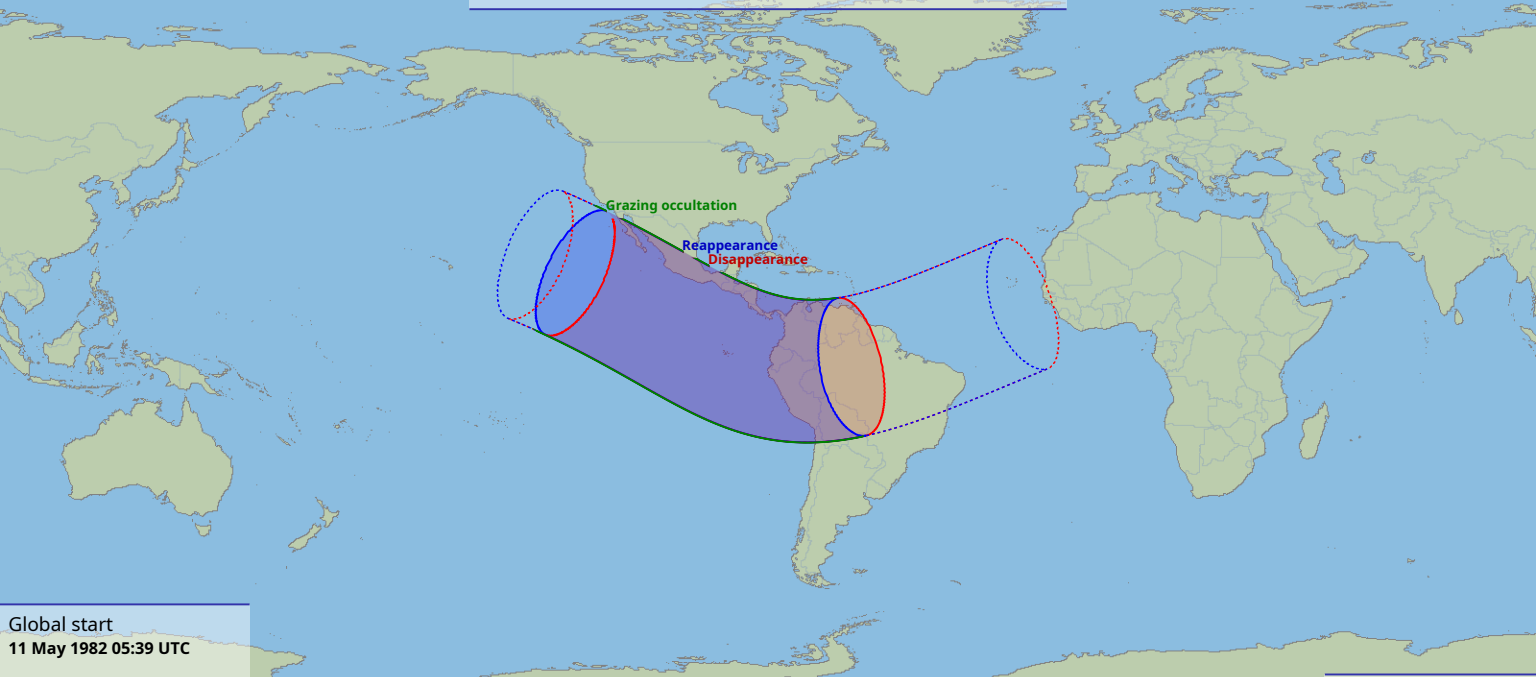 Grazing occultation
Reappearance
Disappearance
Global start
11 May 1982 05:39 UTC